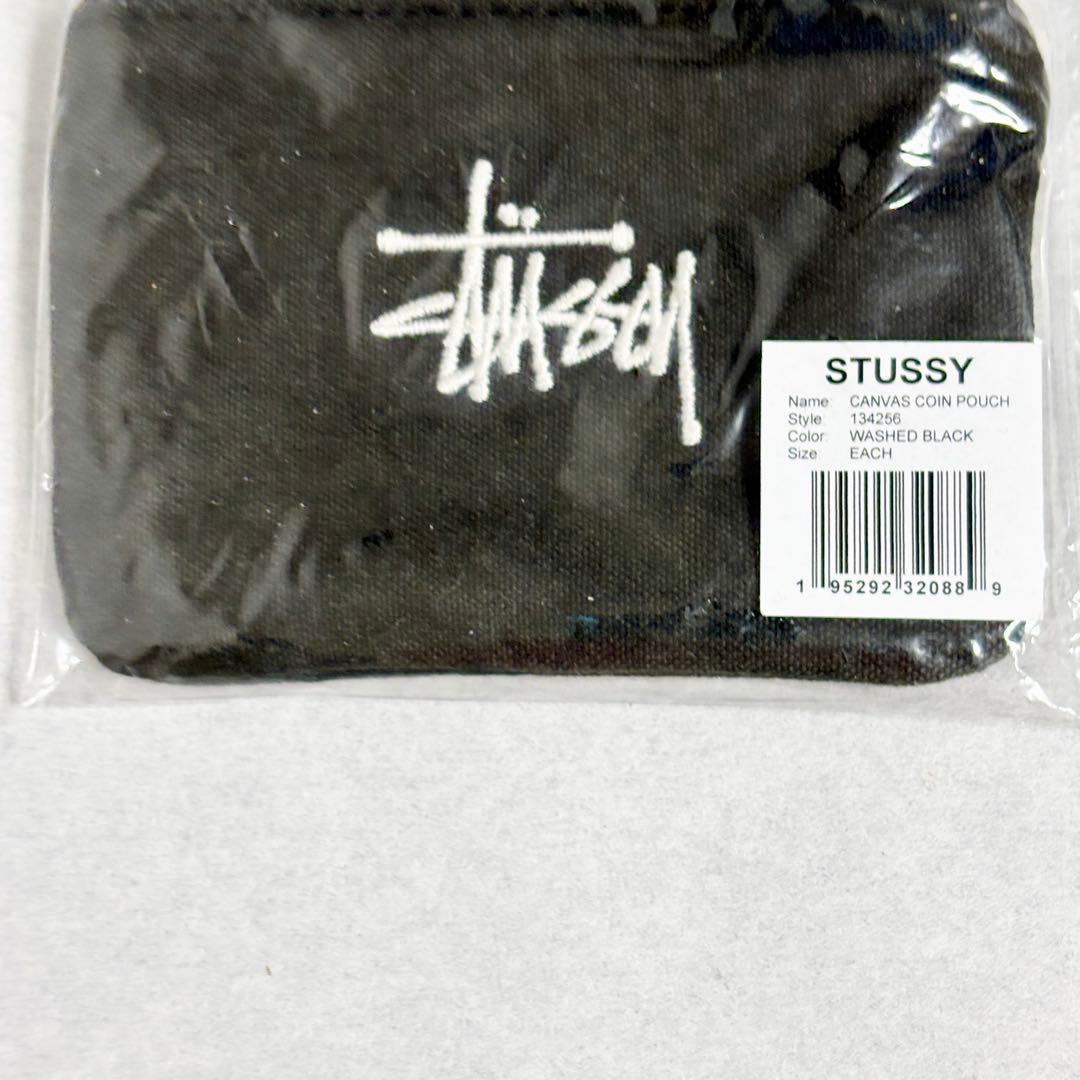 Stüssy
STUSSY
Name: CANVAS COIN POUCH
Style: 134256
Color: WASHED BLACK
Size: EACH
1 95292 32088 9